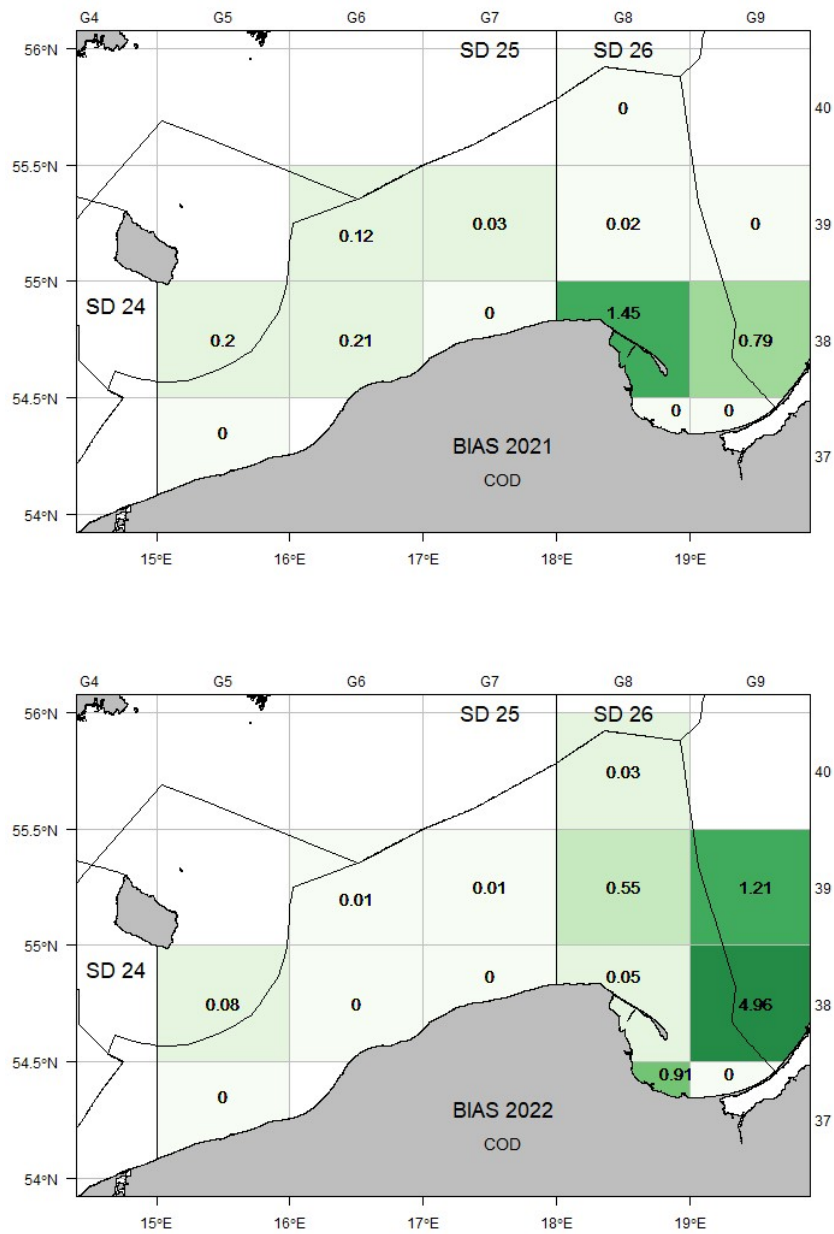 G4 G5 G6 G7 G8 G9
56°N SD 25 SD 26
0 40
55.5°N
0.12 0.03 0.02 0 39
55°N
SD 24 0 1.45
0.2 0.21 0.79 38
54.5°N
0 0
0
BIAS 2021 37
COD
54°N
15°E 16°E 17°E 18°E 19°E
G4 G5 G6 G7 G8 G9
56°N SD 25 SD 26
0.03 40
55.5°N
0.01 0.01 0.55 1.21 39
55°N
SD 24 0 0.05
0.08 0 4.96 38
54.5°N
0.91 0
0
BIAS 2022 37
COD
54°N
15°E 16°E 17°E 18°E 19°E